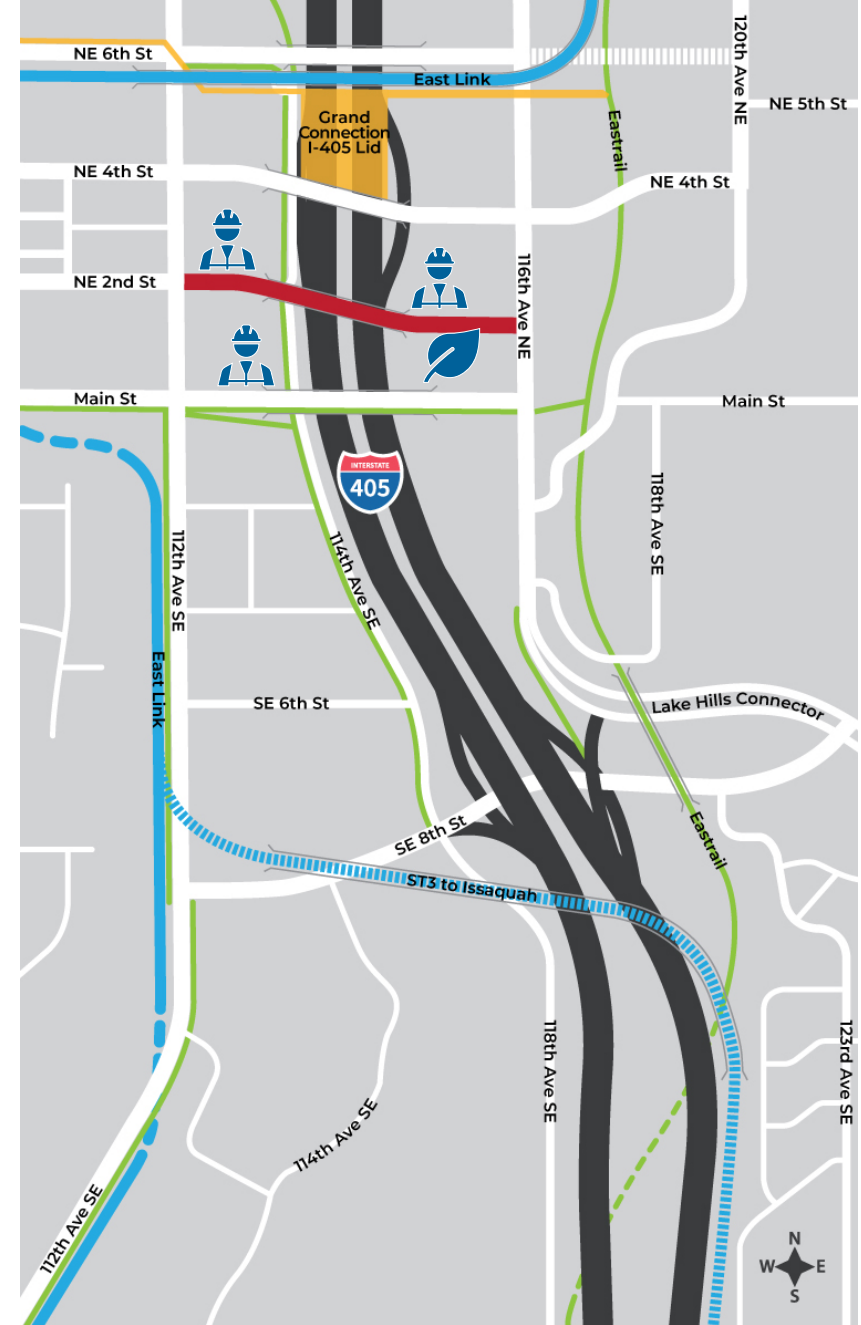 NE 6th St
120th Ave NE
East Link
NE 5th St
Grand
Connection
I-405 Lid
Eastrail
NE 4th St
NE 4th St
116th Ave NE
NE 2nd St
Main St
Main St
INTERSTATE
405
118th Ave SE
112th Ave SE
114th Ave SE
East Link
SE 6th St
Lake Hills Connector
SE 8th St
Eastrail
ST3 to Issaquah
118th Ave SE
123rd Ave SE
114th Ave SE
112th Ave SE
N
W
E
S